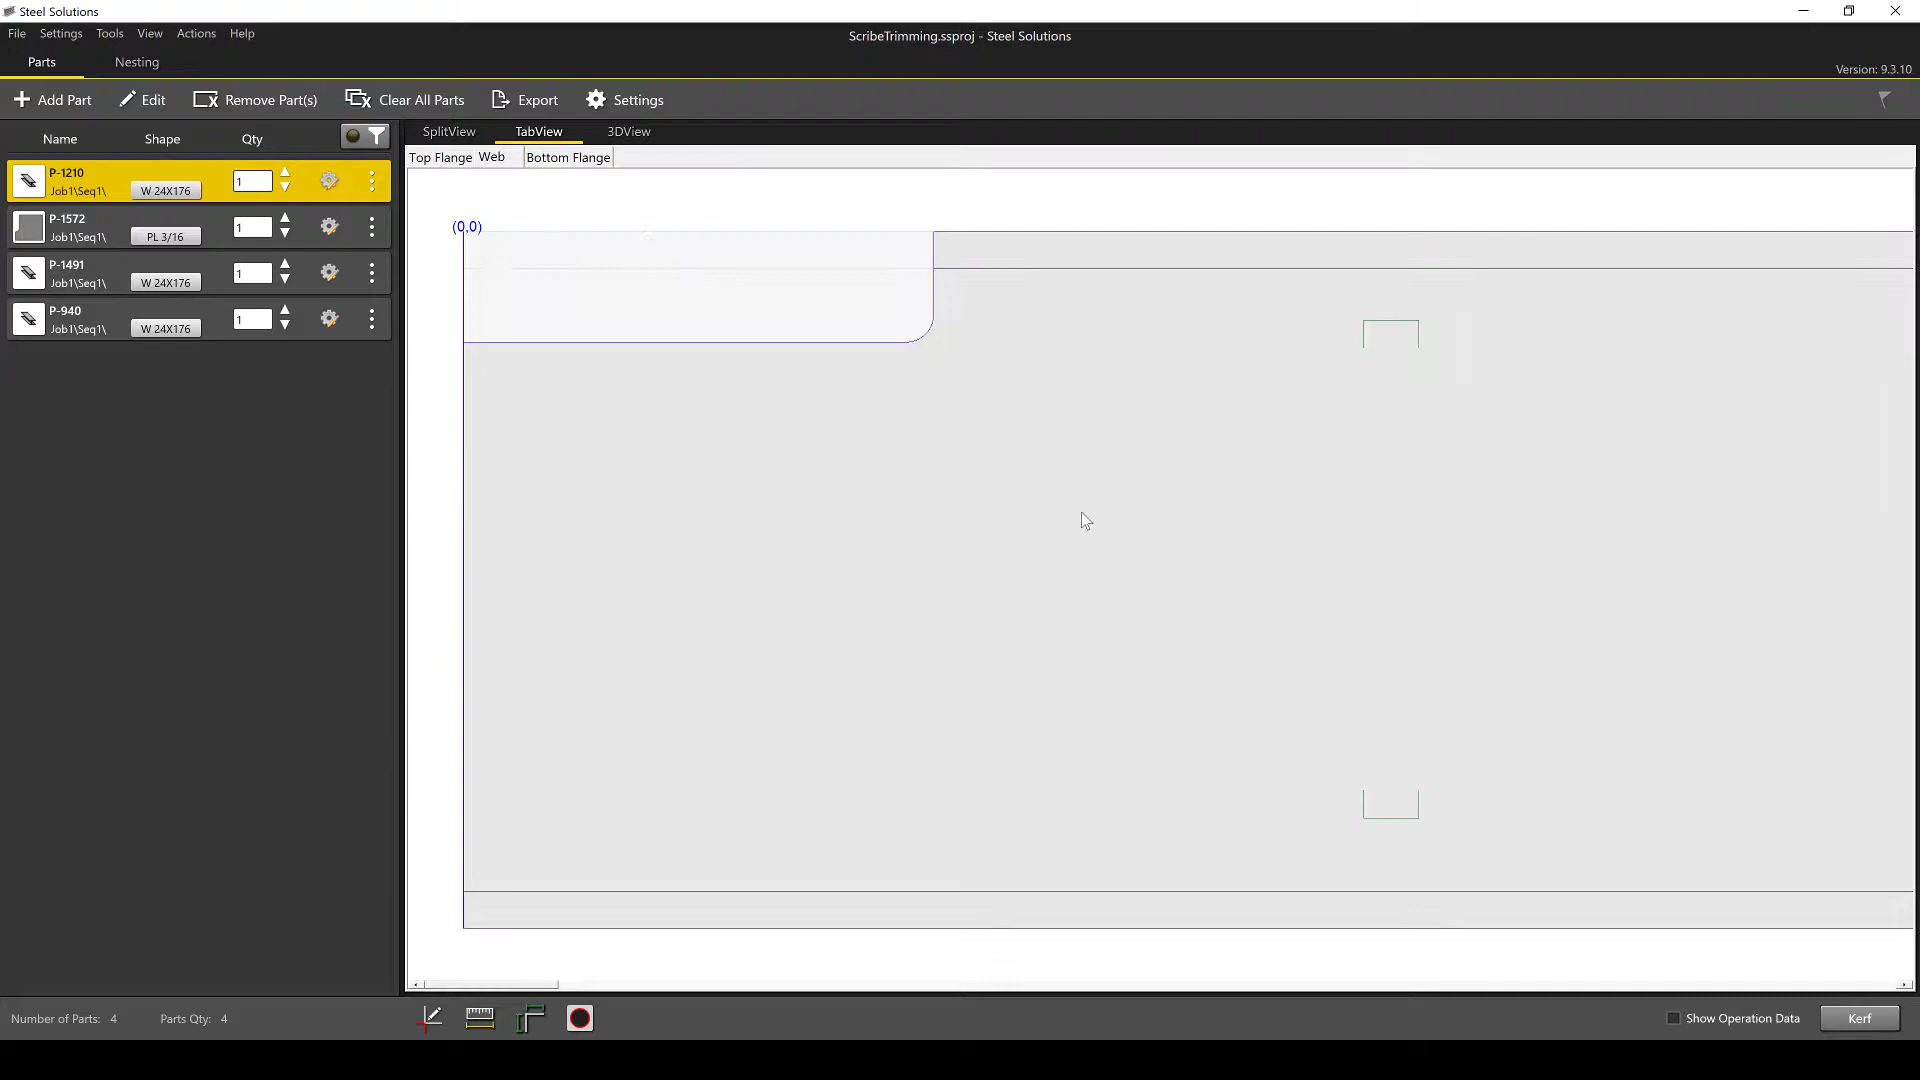 Steel Solutions
File Settings Tools View Actions Help
ScribeTrimming.ssproj - Steel Solutions
Parts Nesting
Version: 9.3.10
Add Part Edit Remove Part(s) Clear All Parts Export Settings
Name Shape Qty
SplitView TabView 3DView
Top Flange Web Bottom Flange
P-1210
Job1\Seq1\ W 24X176 1
P-1572
Job1\Seq1\ PL 3/16 1
P-1491
Job1\Seq1\ W 24X176 1
P-940
Job1\Seq1\ W 24X176 1
(0,0)
Number of Parts: 4 Parts Qty: 4
Show Operation Data Kerf